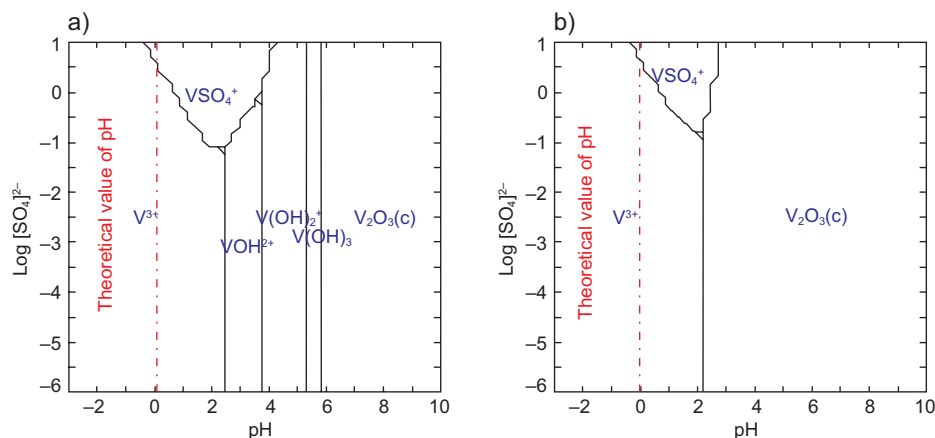 a)
Log [SO₄]²⁻
1
0
–1
–2
–3
–4
–5
–6
Theoretical value of pH
VSO₄⁺
V³⁺
VOH²⁺
V(OH)₂⁺
V(OH)₃
V₂O₃(c)
–2 0 2 4 6 8 10
pH
b)
Log [SO₄]²⁻
1
0
–1
–2
–3
–4
–5
–6
Theoretical value of pH
VSO₄⁺
V³⁺
V₂O₃(c)
–2 0 2 4 6 8 10
pH